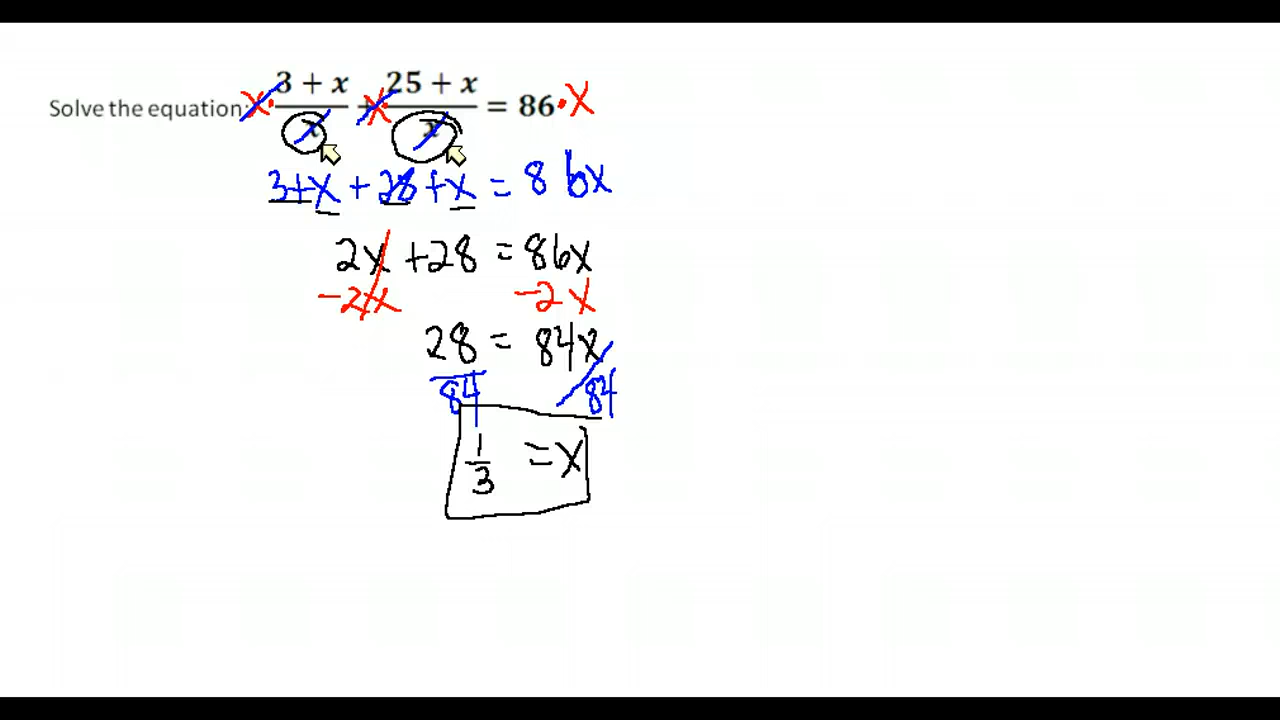 Solve the equation: x · (3 + x)/x + x · (25 + x)/x = 86 · x
3+x + 25 +x = 86x
2x +28 = 86x
-2x -2x
28 = 84x
84 84
1/3 = x